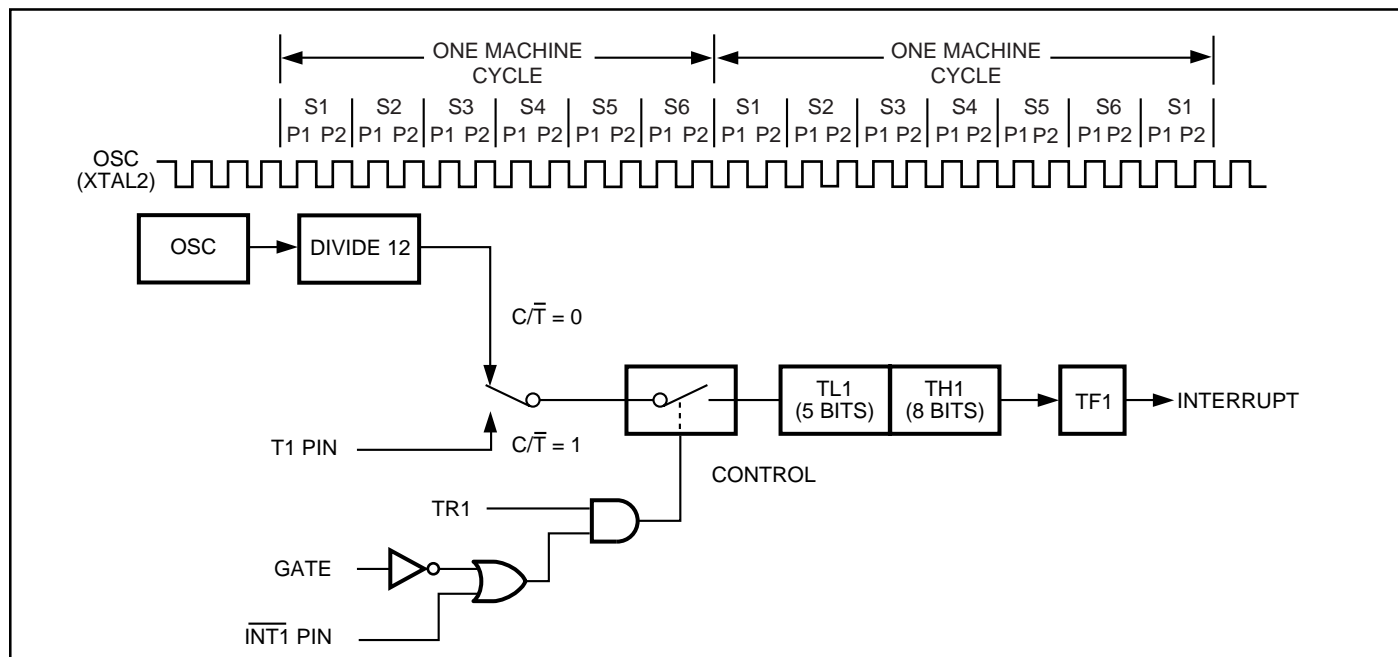 ONE MACHINE CYCLE
ONE MACHINE CYCLE
S1 S2 S3 S4 S5 S6 S1 S2 S3 S4 S5 S6 S1
P1 P2 P1 P2 P1 P2 P1 P2 P1 P2 P1 P2 P1 P2 P1 P2 P1 P2 P1 P2 P1 P2 P1 P2 P1 P2
OSC
(XTAL2)
OSC
DIVIDE 12
C/T̅ = 0
TL1
(5 BITS)
TH1
(8 BITS)
TF1
INTERRUPT
T1 PIN
C/T̅ = 1
CONTROL
TR1
GATE
I̅N̅T̅1̅ PIN